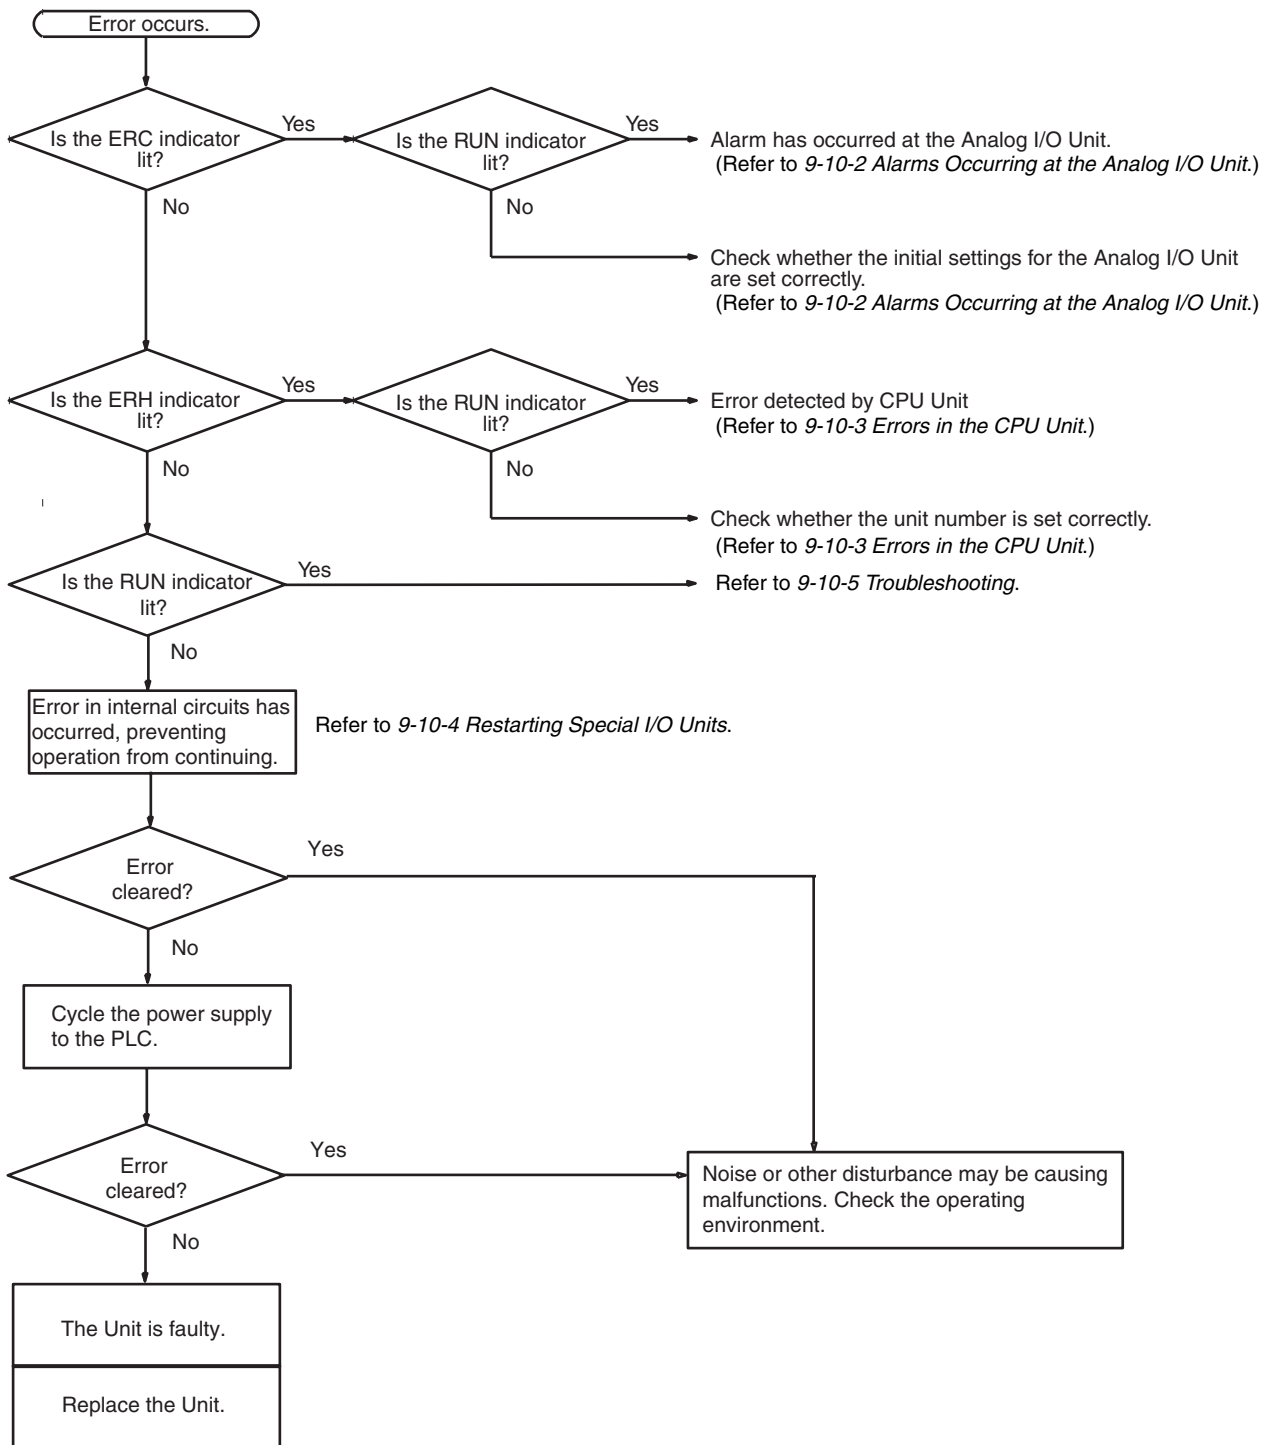 Error occurs.
Is the ERC indicator
lit?
Yes
Is the RUN indicator
lit?
Yes
Alarm has occurred at the Analog I/O Unit.
(Refer to 9-10-2 Alarms Occurring at the Analog I/O Unit.)
No
No
Check whether the initial settings for the Analog I/O Unit
are set correctly.
(Refer to 9-10-2 Alarms Occurring at the Analog I/O Unit.)
Is the ERH indicator
lit?
Yes
Is the RUN indicator
lit?
Yes
Error detected by CPU Unit
(Refer to 9-10-3 Errors in the CPU Unit.)
No
No
Check whether the unit number is set correctly.
(Refer to 9-10-3 Errors in the CPU Unit.)
Is the RUN indicator
lit?
Yes
Refer to 9-10-5 Troubleshooting.
No
Error in internal circuits has
occurred, preventing
operation from continuing.
Refer to 9-10-4 Restarting Special I/O Units.
Error
cleared?
Yes
No
Cycle the power supply
to the PLC.
Error
cleared?
Yes
Noise or other disturbance may be causing
malfunctions. Check the operating
environment.
No
The Unit is faulty.
Replace the Unit.